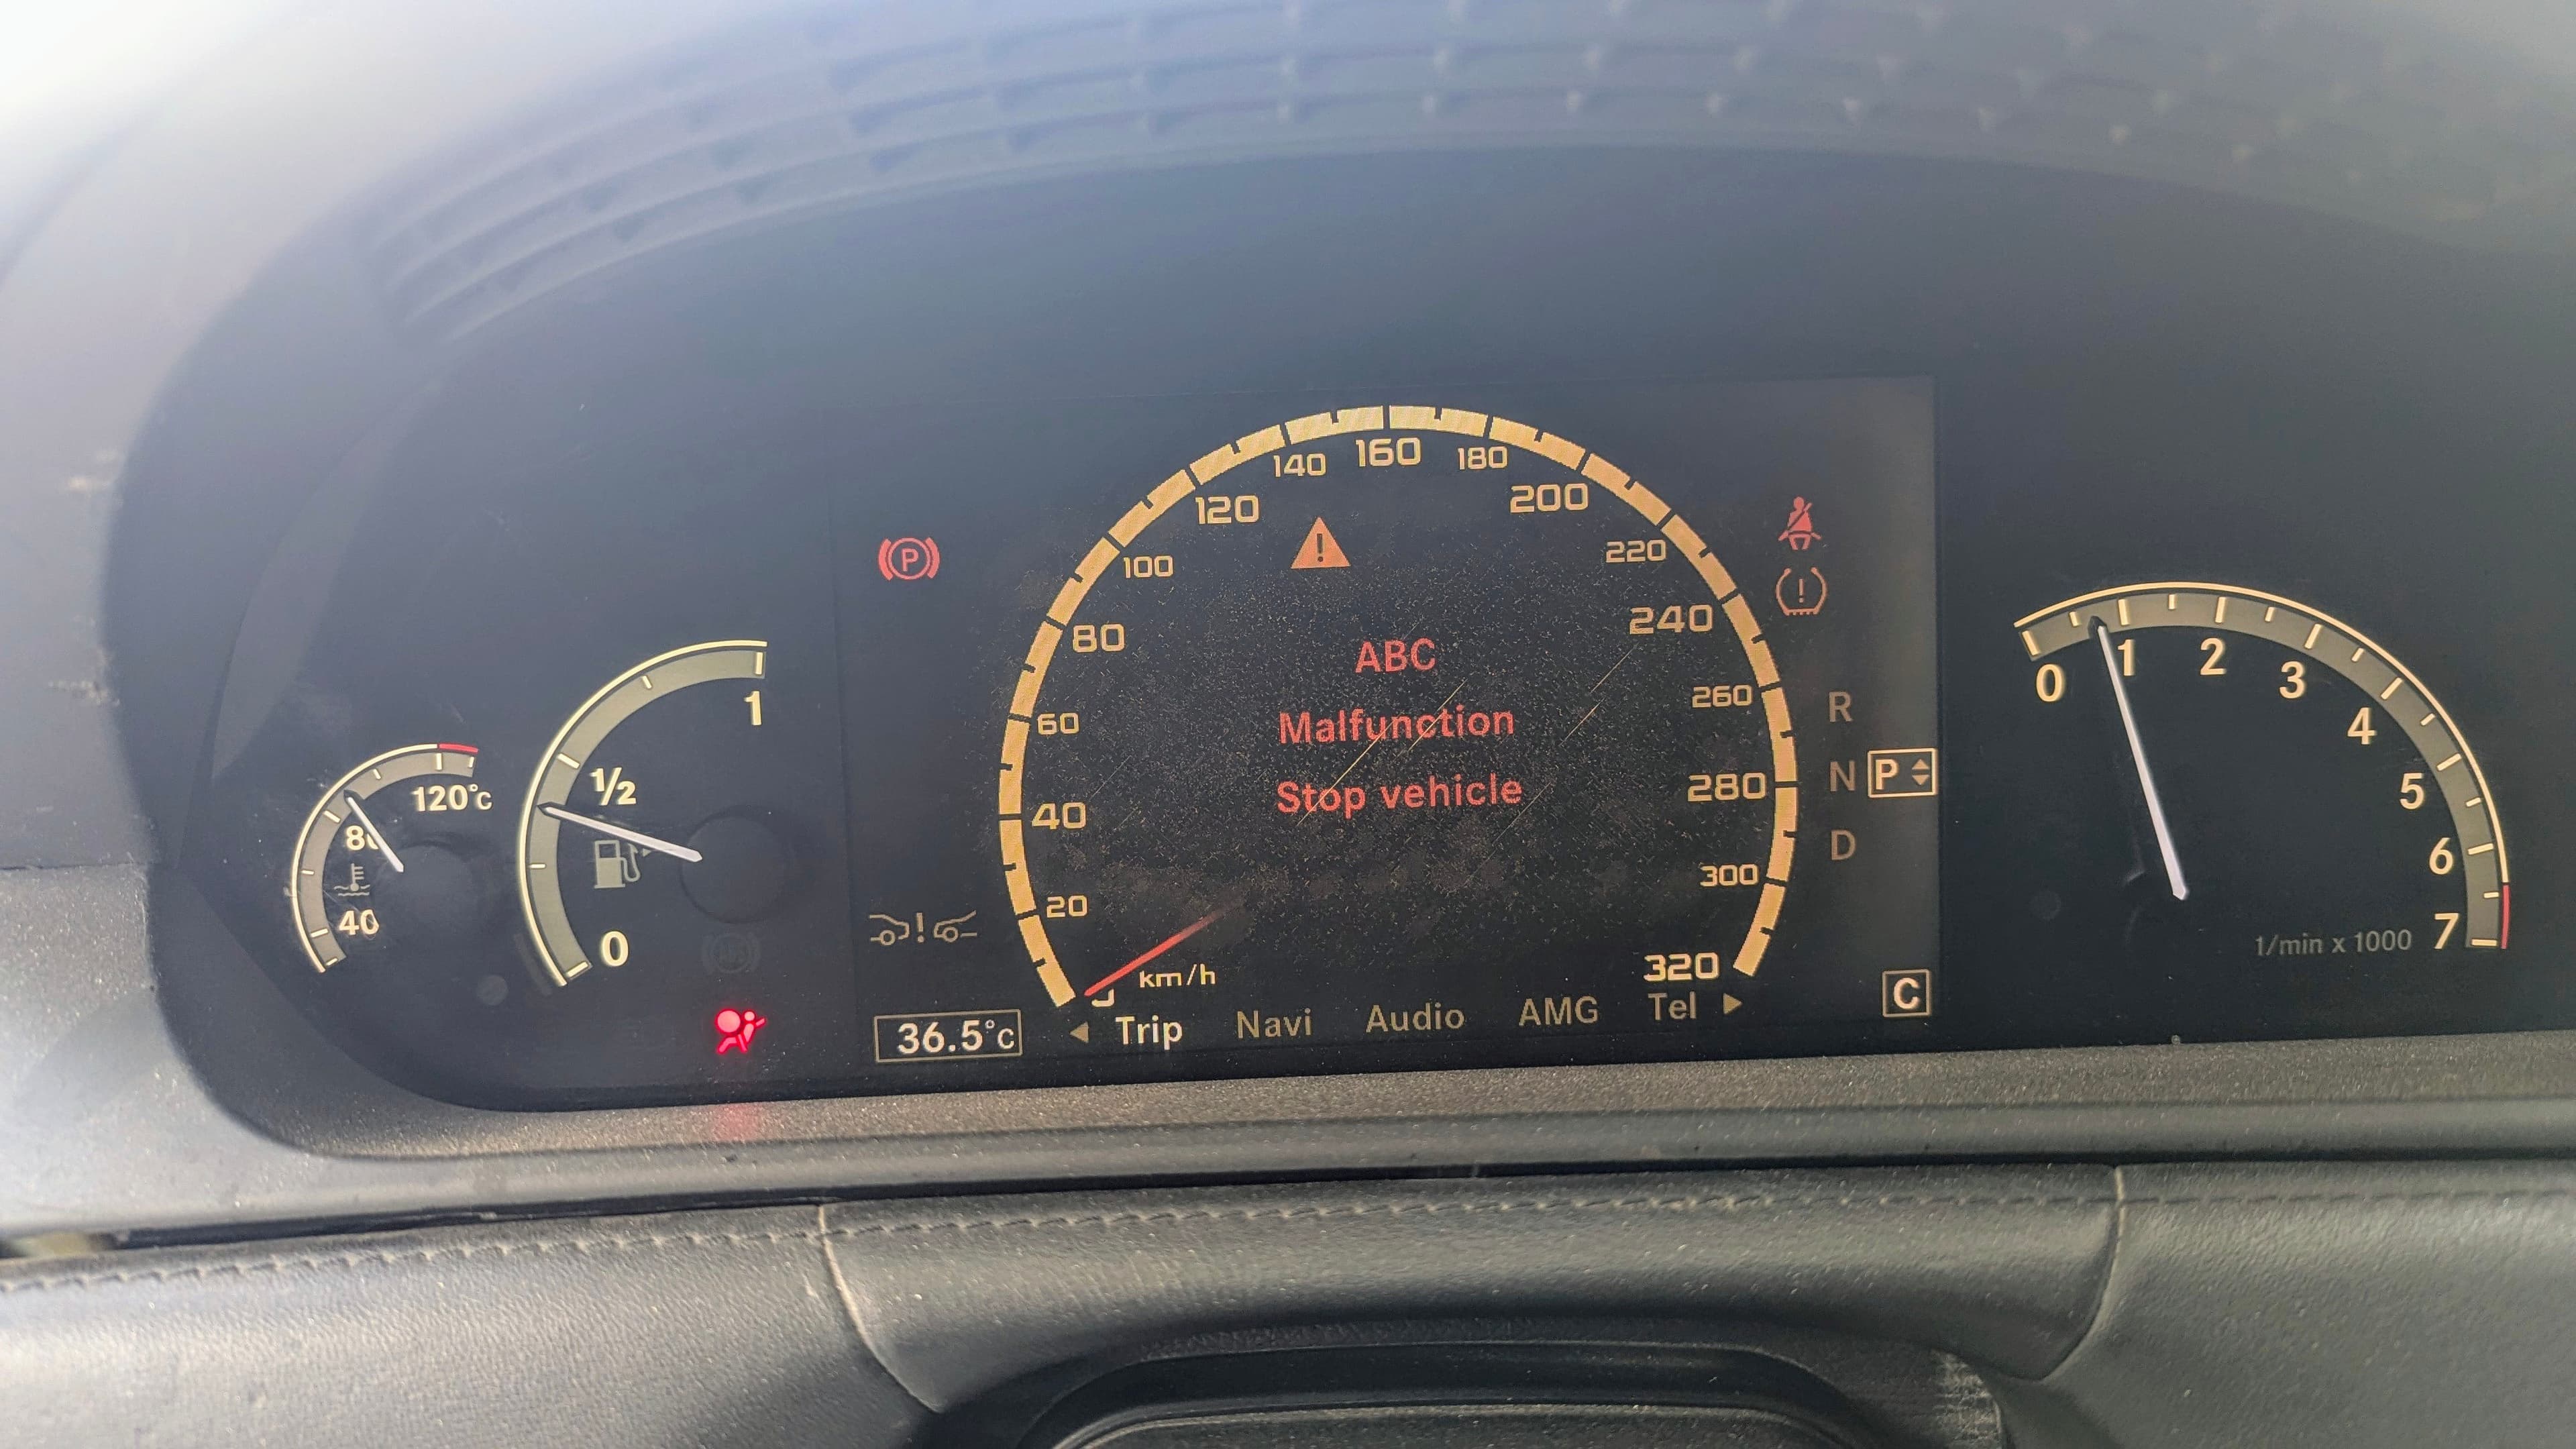 140 160 180
120 200
100 220
80 240
60 260
40 280
20 300
320
km/h
P
!
!
ABC
Malfunction
Stop vehicle
R
N P
D
C
!
36.5°C
Trip Navi Audio AMG Tel
120°C
80
40
1
1/2
0
0 1 2 3 4 5 6 7
1/min x 1000